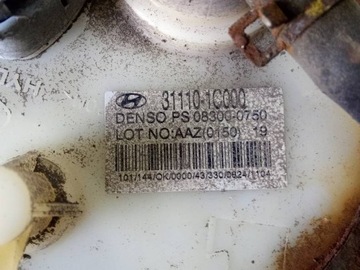 31110-1C000
DENSO PS 08300-0750
LOT NO:AAZ(0150) 19
101/144/OK/0000/43/330/0624/1104